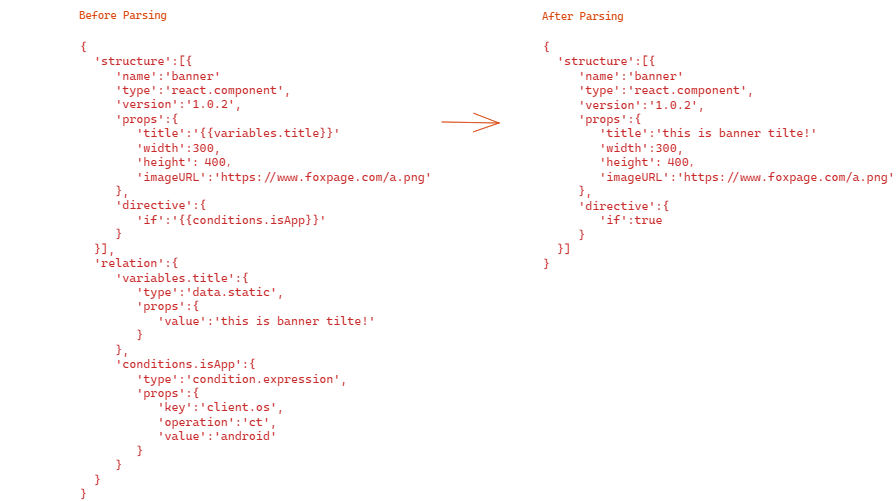 Before Parsing
{
  'structure':[{
     'name':'banner'
     'type':'react.component',
     'version':'1.0.2',
     'props':{
        'title':'{{variables.title}}'
        'width':300,
        'height': 400,
        'imageURL':'https://www.foxpage.com/a.png'
     },
     'directive':{
        'if':'{{conditions.isApp}}'
     }
  }],
  'relation':{
     'variables.title':{
        'type':'data.static',
        'props':{
           'value':'this is banner tilte!'
        }
     },
     'conditions.isApp':{
        'type':'condition.expression',
        'props':{
           'key':'client.os',
           'operation':'ct',
           'value':'android'
        }
     }
  }
}
After Parsing
{
  'structure':[{
     'name':'banner'
     'type':'react.component',
     'version':'1.0.2',
     'props':{
        'title':'this is banner tilte!'
        'width':300,
        'height': 400,
        'imageURL':'https://www.foxpage.com/a.png'
     },
     'directive':{
        'if':true
     }
  }]
}